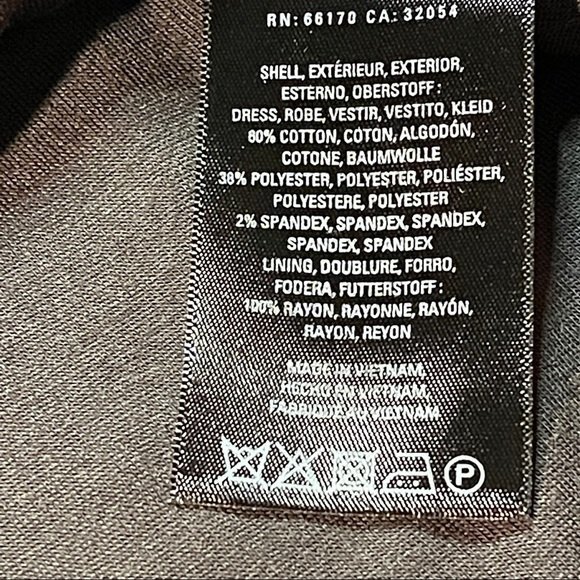 RN: 66170 CA: 32054
SHELL, EXTÉRIEUR, EXTERIOR,
ESTERNO, OBERSTOFF:
DRESS, ROBE, VESTIR, VESTITO, KLEID
60% COTTON, COTON, ALGODÓN,
COTONE, BAUMWOLLE
38% POLYESTER, POLYESTER, POLIÉSTER,
POLYESTERE, POLYESTER
2% SPANDEX, SPANDEX, SPANDEX,
SPANDEX, SPANDEX
LINING, DOUBLURE, FORRO,
FODERA, FUTTERSTOFF:
100% RAYON, RAYONNE, RAYÓN,
RAYON, REYON
MADE IN VIETNAM,
HECHO EN VIETNAM,
FABRIQUE AU VIETNAM
P